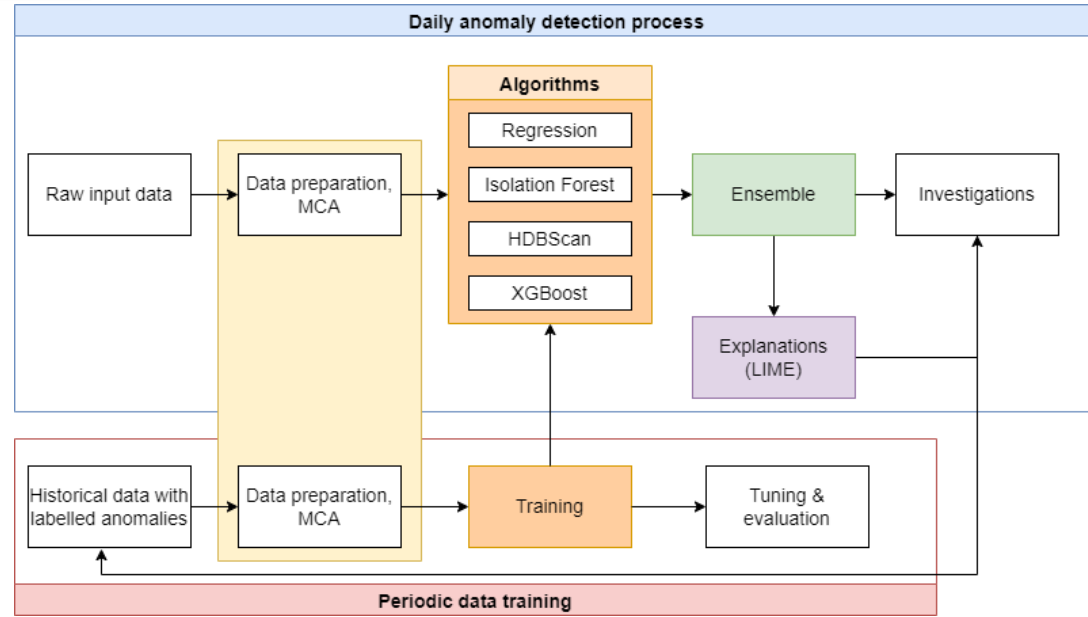 Daily anomaly detection process
Algorithms
Regression
Isolation Forest
HDBScan
XGBoost
Raw input data
Data preparation,
MCA
Ensemble
Investigations
Explanations
(LIME)
Historical data with
labelled anomalies
Data preparation,
MCA
Training
Tuning &
evaluation
Periodic data training